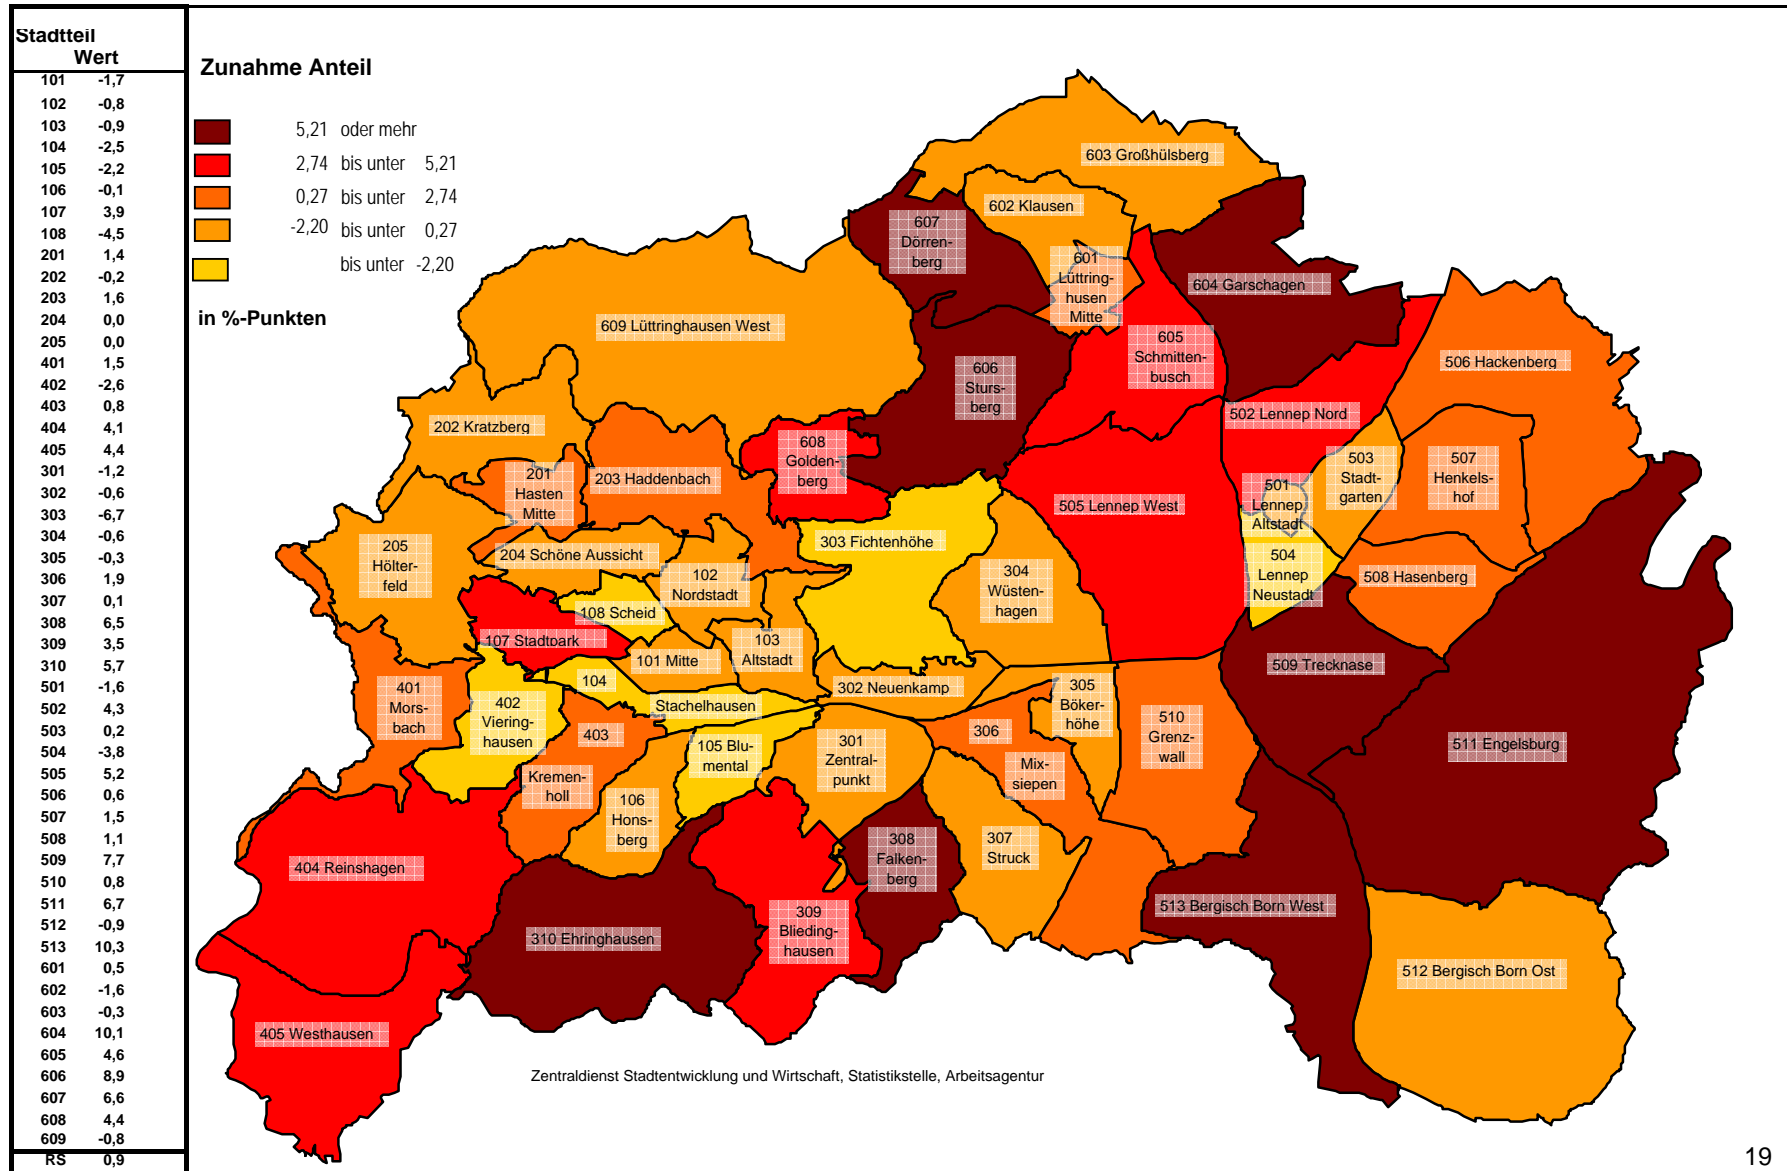 Stadtteil
Wert
101 -1,7
102 -0,8
103 -0,9
104 -2,5
105 -2,2
106 -0,1
107 3,9
108 -4,5
201 1,4
202 -0,2
203 1,6
204 0,0
205 0,0
401 1,5
402 -2,6
403 0,8
404 4,1
405 4,4
301 -1,2
302 -0,6
303 -6,7
304 -0,6
305 -0,3
306 1,9
307 0,1
308 6,5
309 3,5
310 5,7
501 -1,6
502 4,3
503 0,2
504 -3,8
505 5,2
506 0,6
507 1,5
508 1,1
509 7,7
510 0,8
511 6,7
512 -0,9
513 10,3
601 0,5
602 -1,6
603 -0,3
604 10,1
605 4,6
606 8,9
607 6,6
608 4,4
609 -0,8
RS 0,9
Zunahme Anteil
5,21 oder mehr
2,74 bis unter 5,21
0,27 bis unter 2,74
-2,20 bis unter 0,27
bis unter -2,20
in %-Punkten
603 Großhülsberg
602 Klausen
607
Dörren-
berg
601
Lüttring-
husen
Mitte
604 Garschagen
609 Lüttringhausen West
605
Schmitten-
busch
606
Sturs-
berg
506 Hackenberg
502 Lennep Nord
202 Kratzberg
608
Golden-
berg
201
Hasten
Mitte
203 Haddenbach
503
Stadt-
garten
507
Henkels-
hof
501
Lennep
Altstadt
505 Lennep West
303 Fichtenhöhe
205
Hölter-
feld
204 Schöne Aussicht
102
Nordstadt
304
Wüsten-
hagen
504
Lennep
Neustadt
508 Hasenberg
108 Scheid
107 Stadtpark
103
Altstadt
101 Mitte
509 Trecknase
104
Stachelhausen
302 Neuenkamp
305
Böker-
höhe
401
Mors-
bach
402
Viering-
hausen
403
Kremen-
holl
105 Blu-
mental
301
Zentral-
punkt
306
Mix-
siepen
510
Grenz-
wall
511 Engelsburg
106
Hons-
berg
308
Falken-
berg
307
Struck
404 Reinshagen
513 Bergisch Born West
309
Blieding-
hausen
310 Ehringhausen
512 Bergisch Born Ost
405 Westhausen
Zentraldienst Stadtentwicklung und Wirtschaft, Statistikstelle, Arbeitsagentur
19